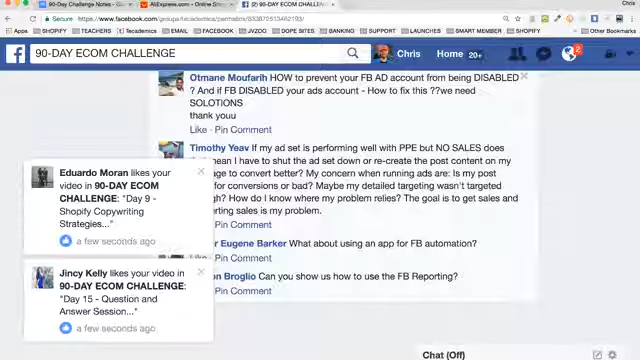 90-Day Challenge Notes - Go
AliExpress.com - Online Sh
(2) 90-DAY ECOM CHALLENGE
Chris
Secure
https://www.facebook.com/groups/tecademics/permalink/833872513462193/
Apps
SHOPIFY
TEACHERS
DOPE SITES
BANKING
SUPPORT
LAUNCHES
SMART MEMBER
SHOPIFY
JVZOO
Other Bookmarks
90-DAY ECOM CHALLENGE
Chris
Home 20+
2
Otmane Moufarih HOW to prevent your FB AD account from being DISABLED
? And if FB DISABLED your ads account - How to fix this ??we need
SOLOTIONS
thank youu
Like · Pin Comment
Timothy Yeav If my ad set is performing well with PPE but NO SALES does
mean I have to shut the ad set down or re-create the post content on my
to convert better? My concern when running ads are: Is my post
for conversions or bad? Maybe my detailed targeting wasn't targeted
How do I know where my problem relies? The goal is to get sales and
sales is my problem.
Pin Comment
Eugene Barker What about using an app for FB automation?
Pin Comment
Broglio Can you show us how to use the FB Reporting?
Pin Comment
Eduardo Moran likes your
video in 90-DAY ECOM
CHALLENGE: "Day 9 -
Shopify Copywriting
Strategies..."
a few seconds ago
Jincy Kelly likes your video in
90-DAY ECOM CHALLENGE:
"Day 15 - Question and
Answer Session..."
a few seconds ago
Chat (Off)